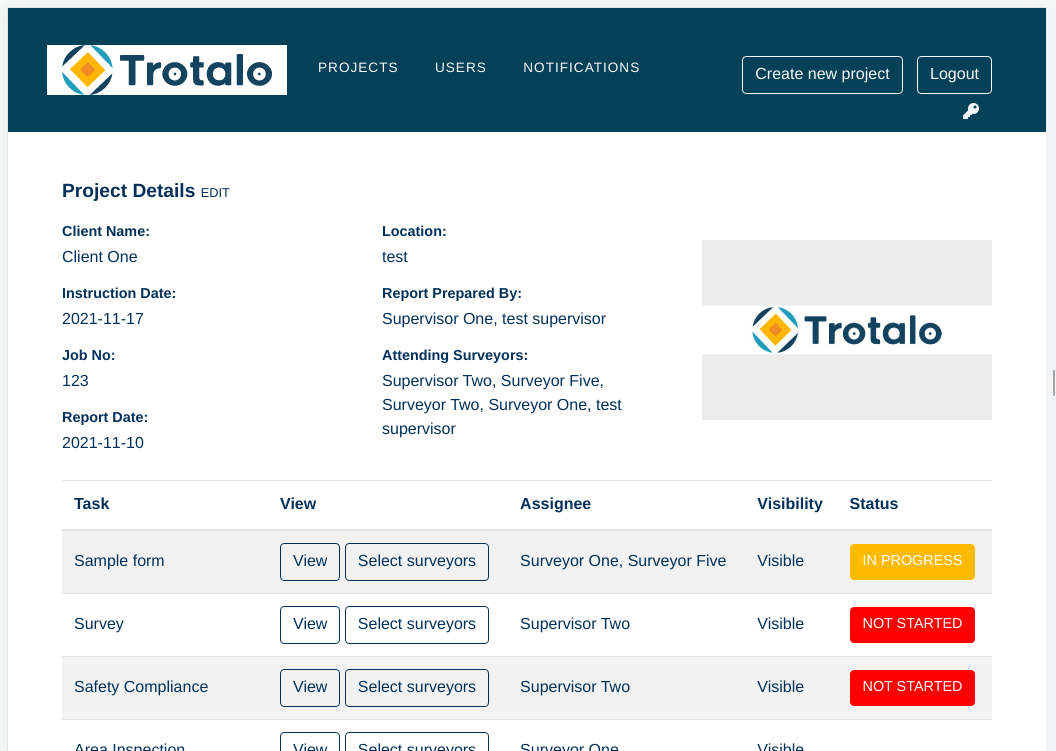 Trotalo PROJECTS USERS NOTIFICATIONS Create new project Logout
Project Details EDIT
Client Name:
Client One
Instruction Date:
2021-11-17
Job No:
123
Report Date:
2021-11-10
Location:
test
Report Prepared By:
Supervisor One, test supervisor
Attending Surveyors:
Supervisor Two, Surveyor Five,
Surveyor Two, Surveyor One, test
supervisor
Trotalo
Task View Assignee Visibility Status
Sample form View Select surveyors Surveyor One, Surveyor Five Visible IN PROGRESS
Survey View Select surveyors Supervisor Two Visible NOT STARTED
Safety Compliance View Select surveyors Supervisor Two Visible NOT STARTED
Area Inspection View Select surveyors Surveyor One Visible